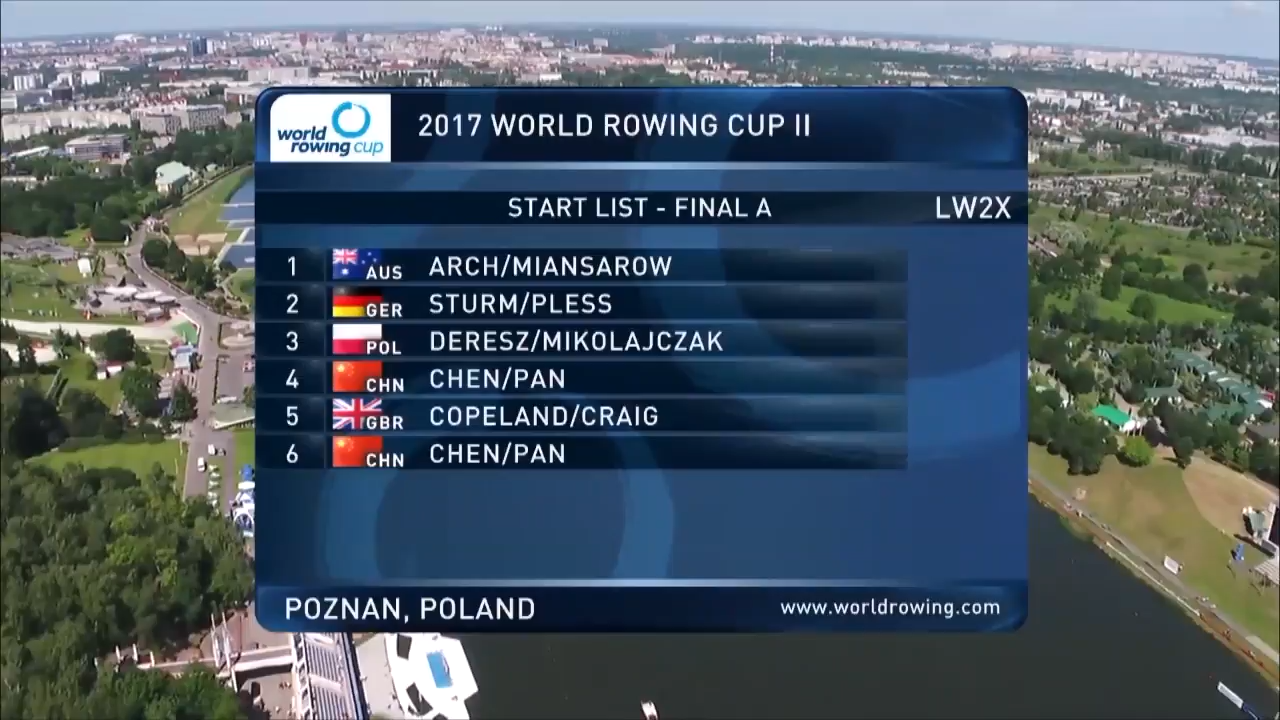 world
rowing cup
2017 WORLD ROWING CUP II
START LIST - FINAL A LW2X
1 AUS ARCH/MIANSAROW
2 GER STURM/PLESS
3 POL DERESZ/MIKOLAJCZAK
4 CHN CHEN/PAN
5 GBR COPELAND/CRAIG
6 CHN CHEN/PAN
POZNAN, POLAND www.worldrowing.com